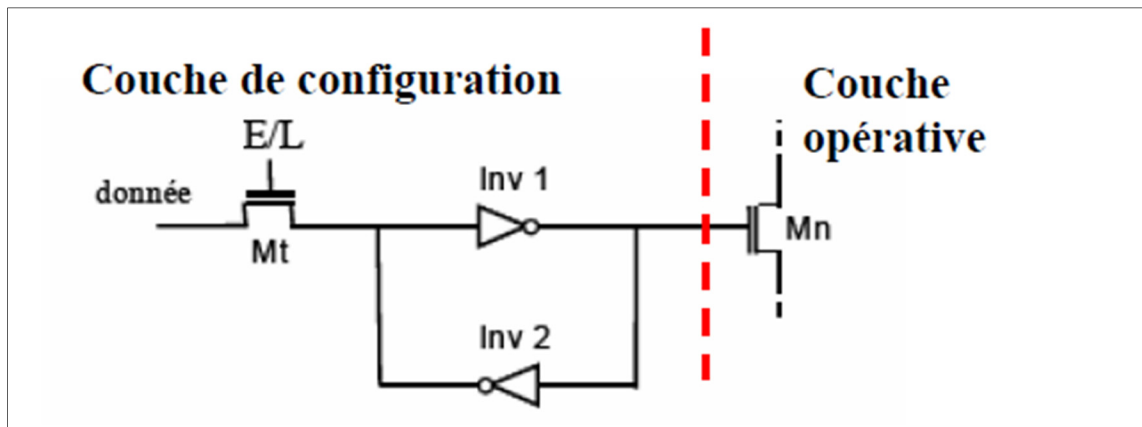 Couche de configuration
Couche
opérative
E/L
donnée
Inv 1
Mt
Mn
Inv 2